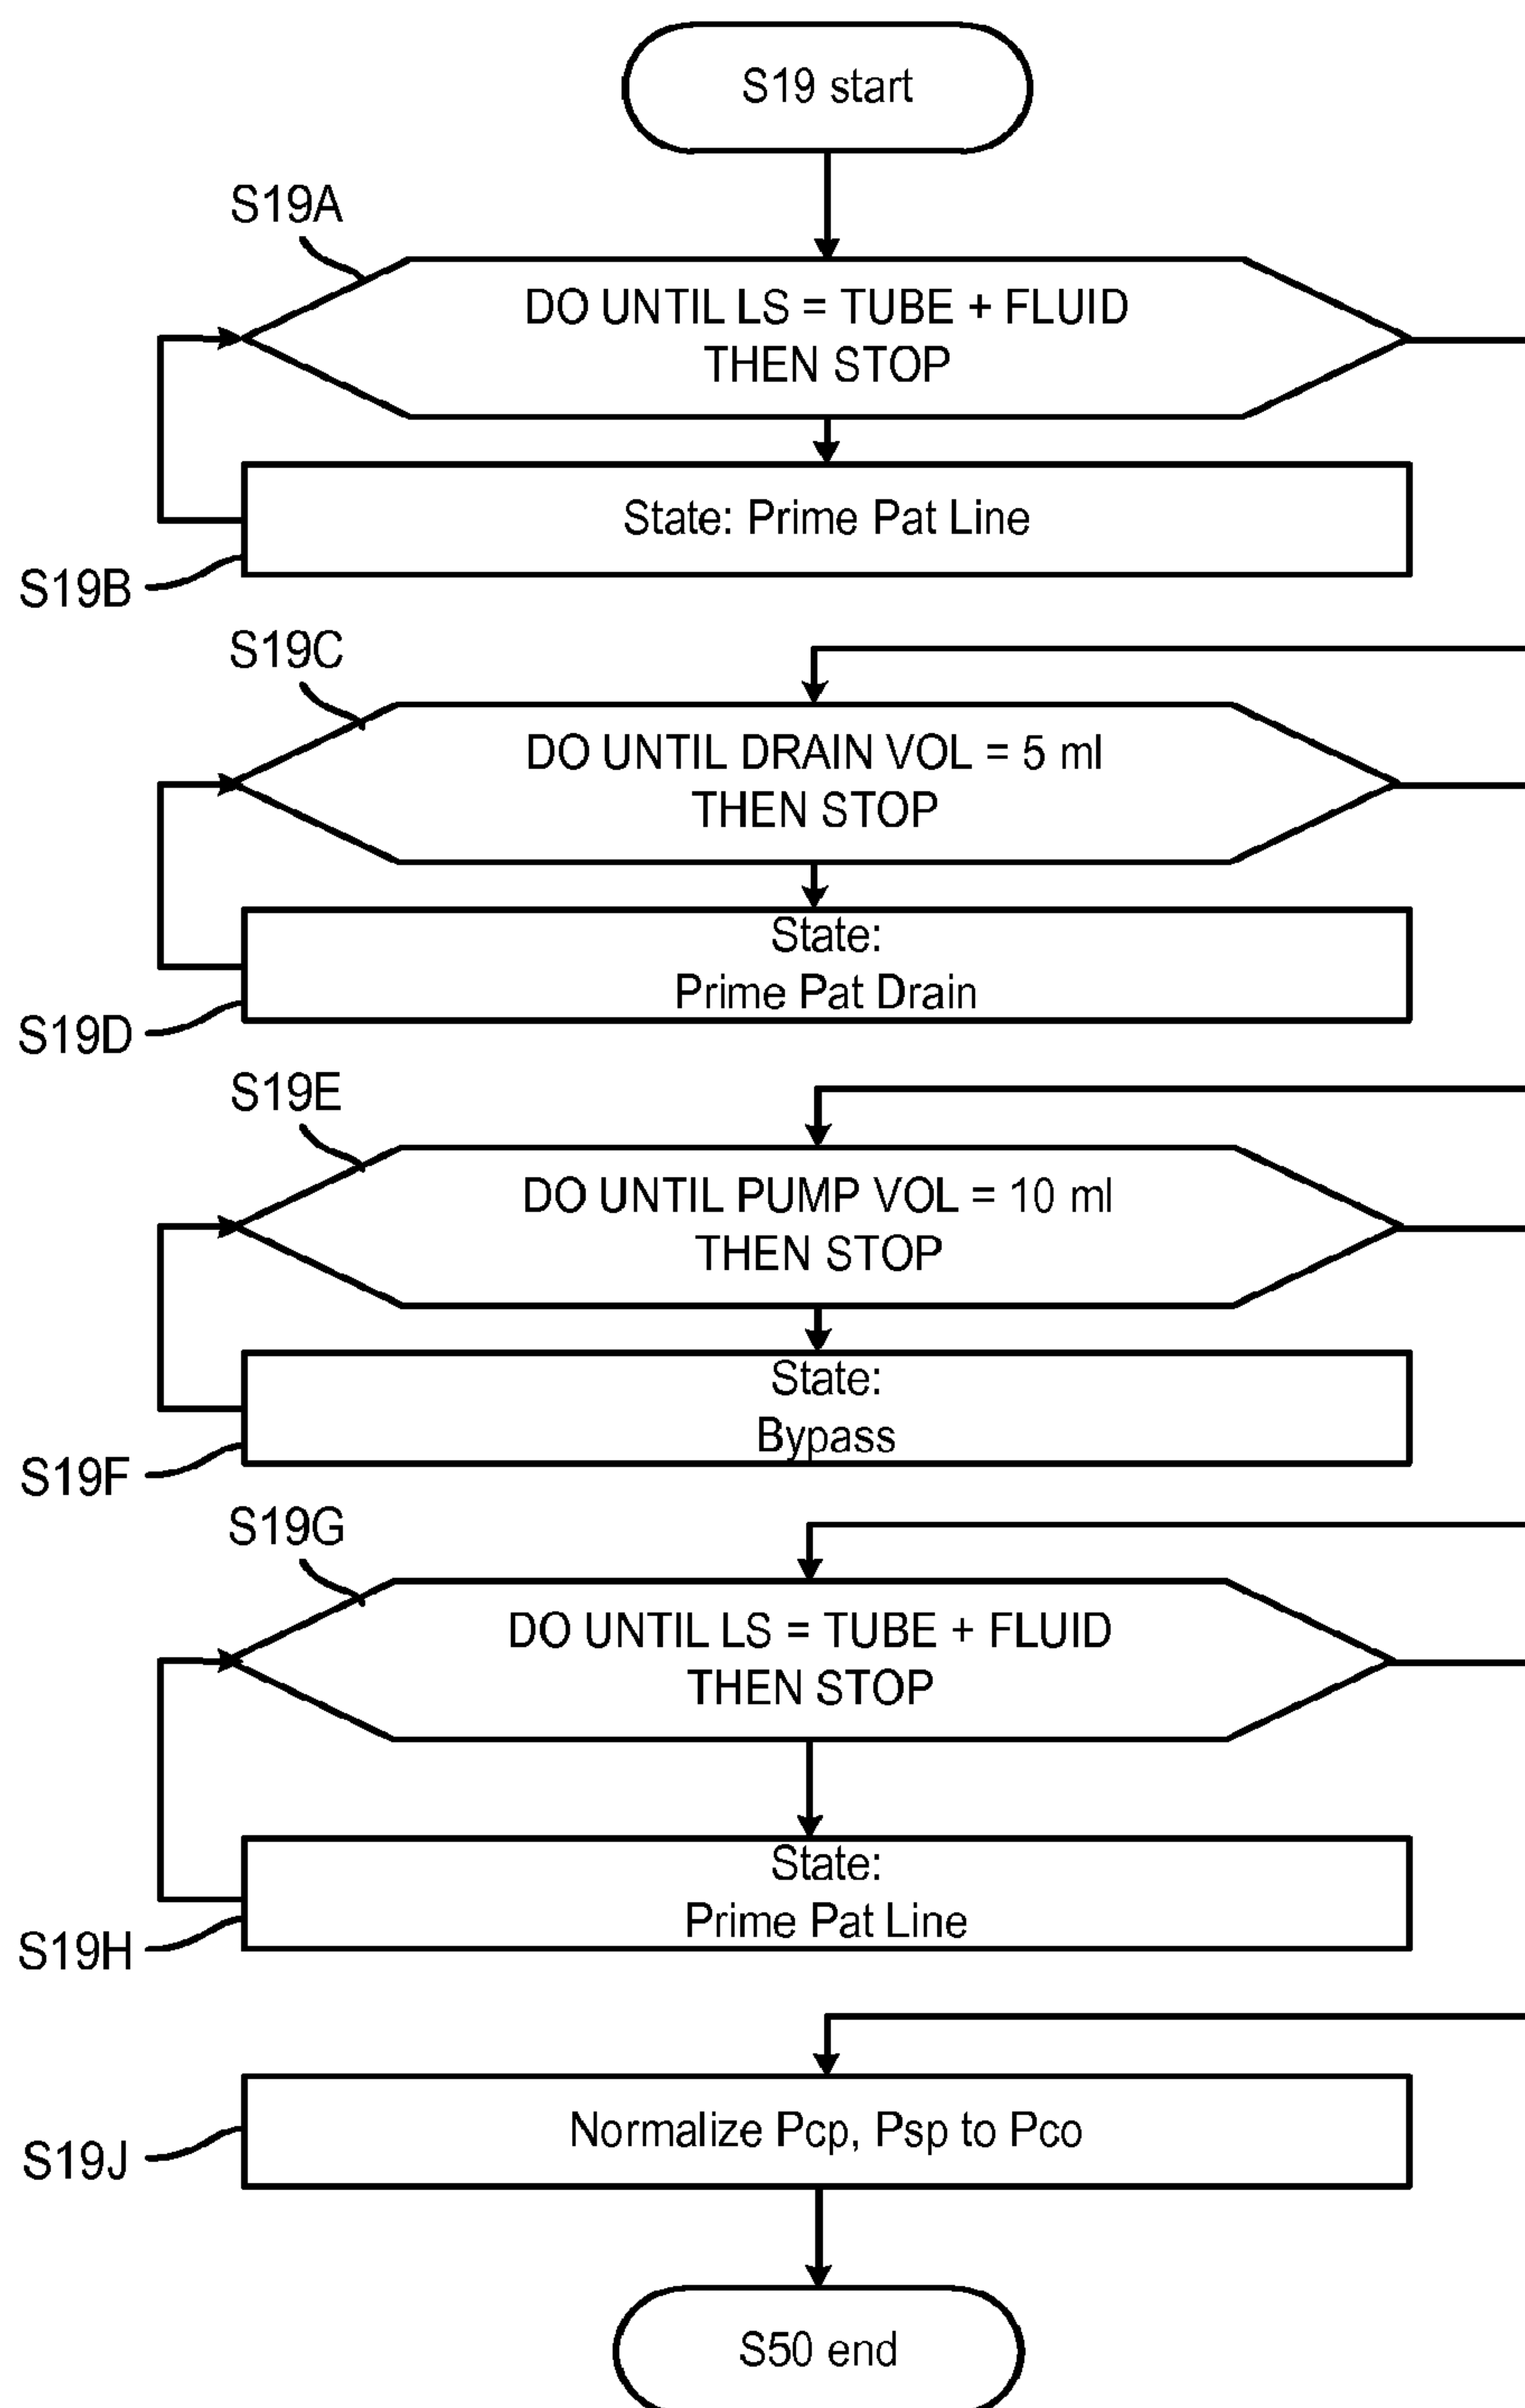 S19 start
S19A
DO UNTIL LS = TUBE + FLUID
THEN STOP
State: Prime Pat Line
S19B
S19C
DO UNTIL DRAIN VOL = 5 ml
THEN STOP
State:
Prime Pat Drain
S19D
S19E
DO UNTIL PUMP VOL = 10 ml
THEN STOP
State:
Bypass
S19F
S19G
DO UNTIL LS = TUBE + FLUID
THEN STOP
State:
Prime Pat Line
S19H
Normalize Pcp, Psp to Pco
S19J
S50 end